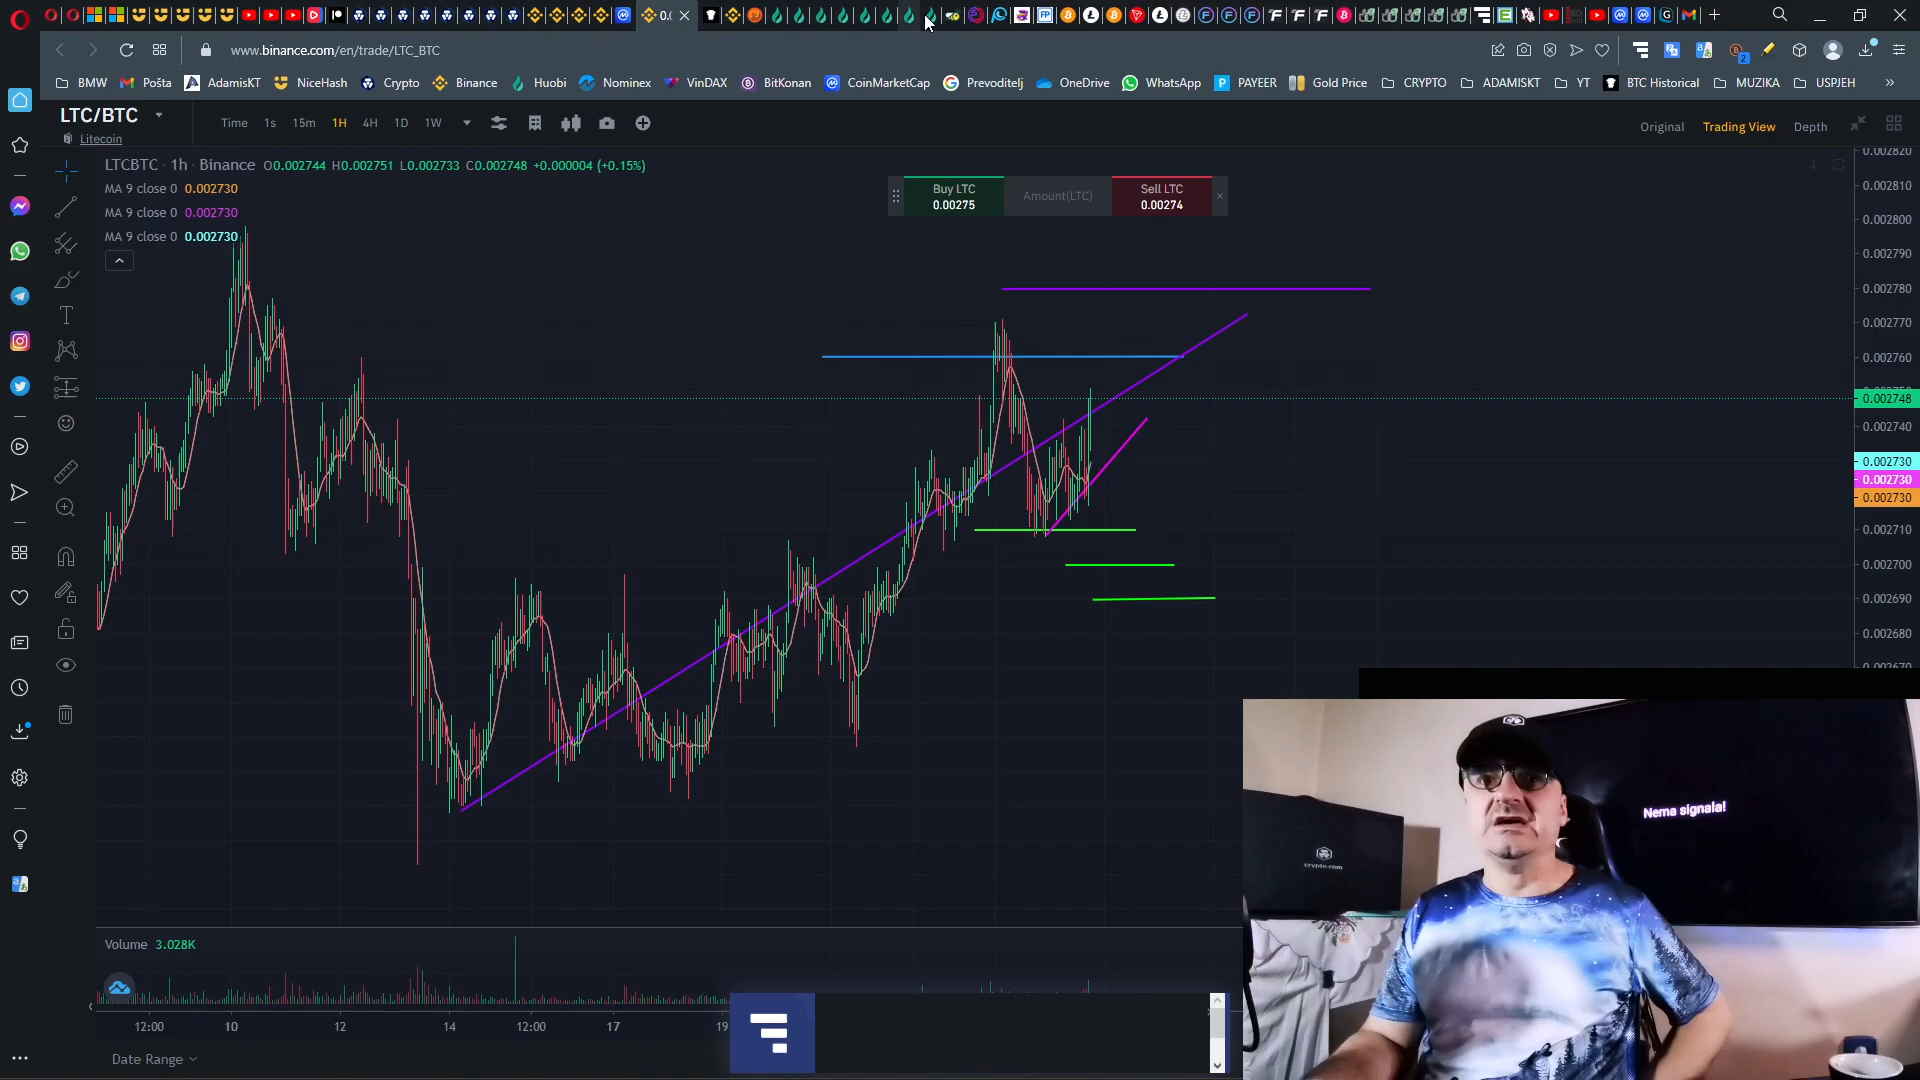 0.0
www.binance.com/en/trade/LTC_BTC
2
BMW Pošta AdamisKT NiceHash Crypto Binance Huobi Nominex VinDAX BitKonan CoinMarketCap Prevoditelj OneDrive WhatsApp PAYEER Gold Price CRYPTO ADAMISKT YT BTC Historical MUZIKA USPJEH »
LTC/BTC
Litecoin
Time 1s 15m 1H 4H 1D 1W
Original Trading View Depth
LTCBTC · 1h · Binance O0.002744 H0.002751 L0.002733 C0.002748 +0.000004 (+0.15%)
MA 9 close 0 0.002730
MA 9 close 0 0.002730
MA 9 close 0 0.002730
Buy LTC
0.00275
Amount(LTC)
Sell LTC
0.00274
0.002820
0.002810
0.002800
0.002790
0.002780
0.002770
0.002760
0.002748
0.002740
0.002730
0.002730
0.002730
0.002710
0.002700
0.002690
0.002680
0.002670
Nema signala!
crypto.com
Volume 3.028K
12:00 10 12 14 12:00 17 19
Date Range